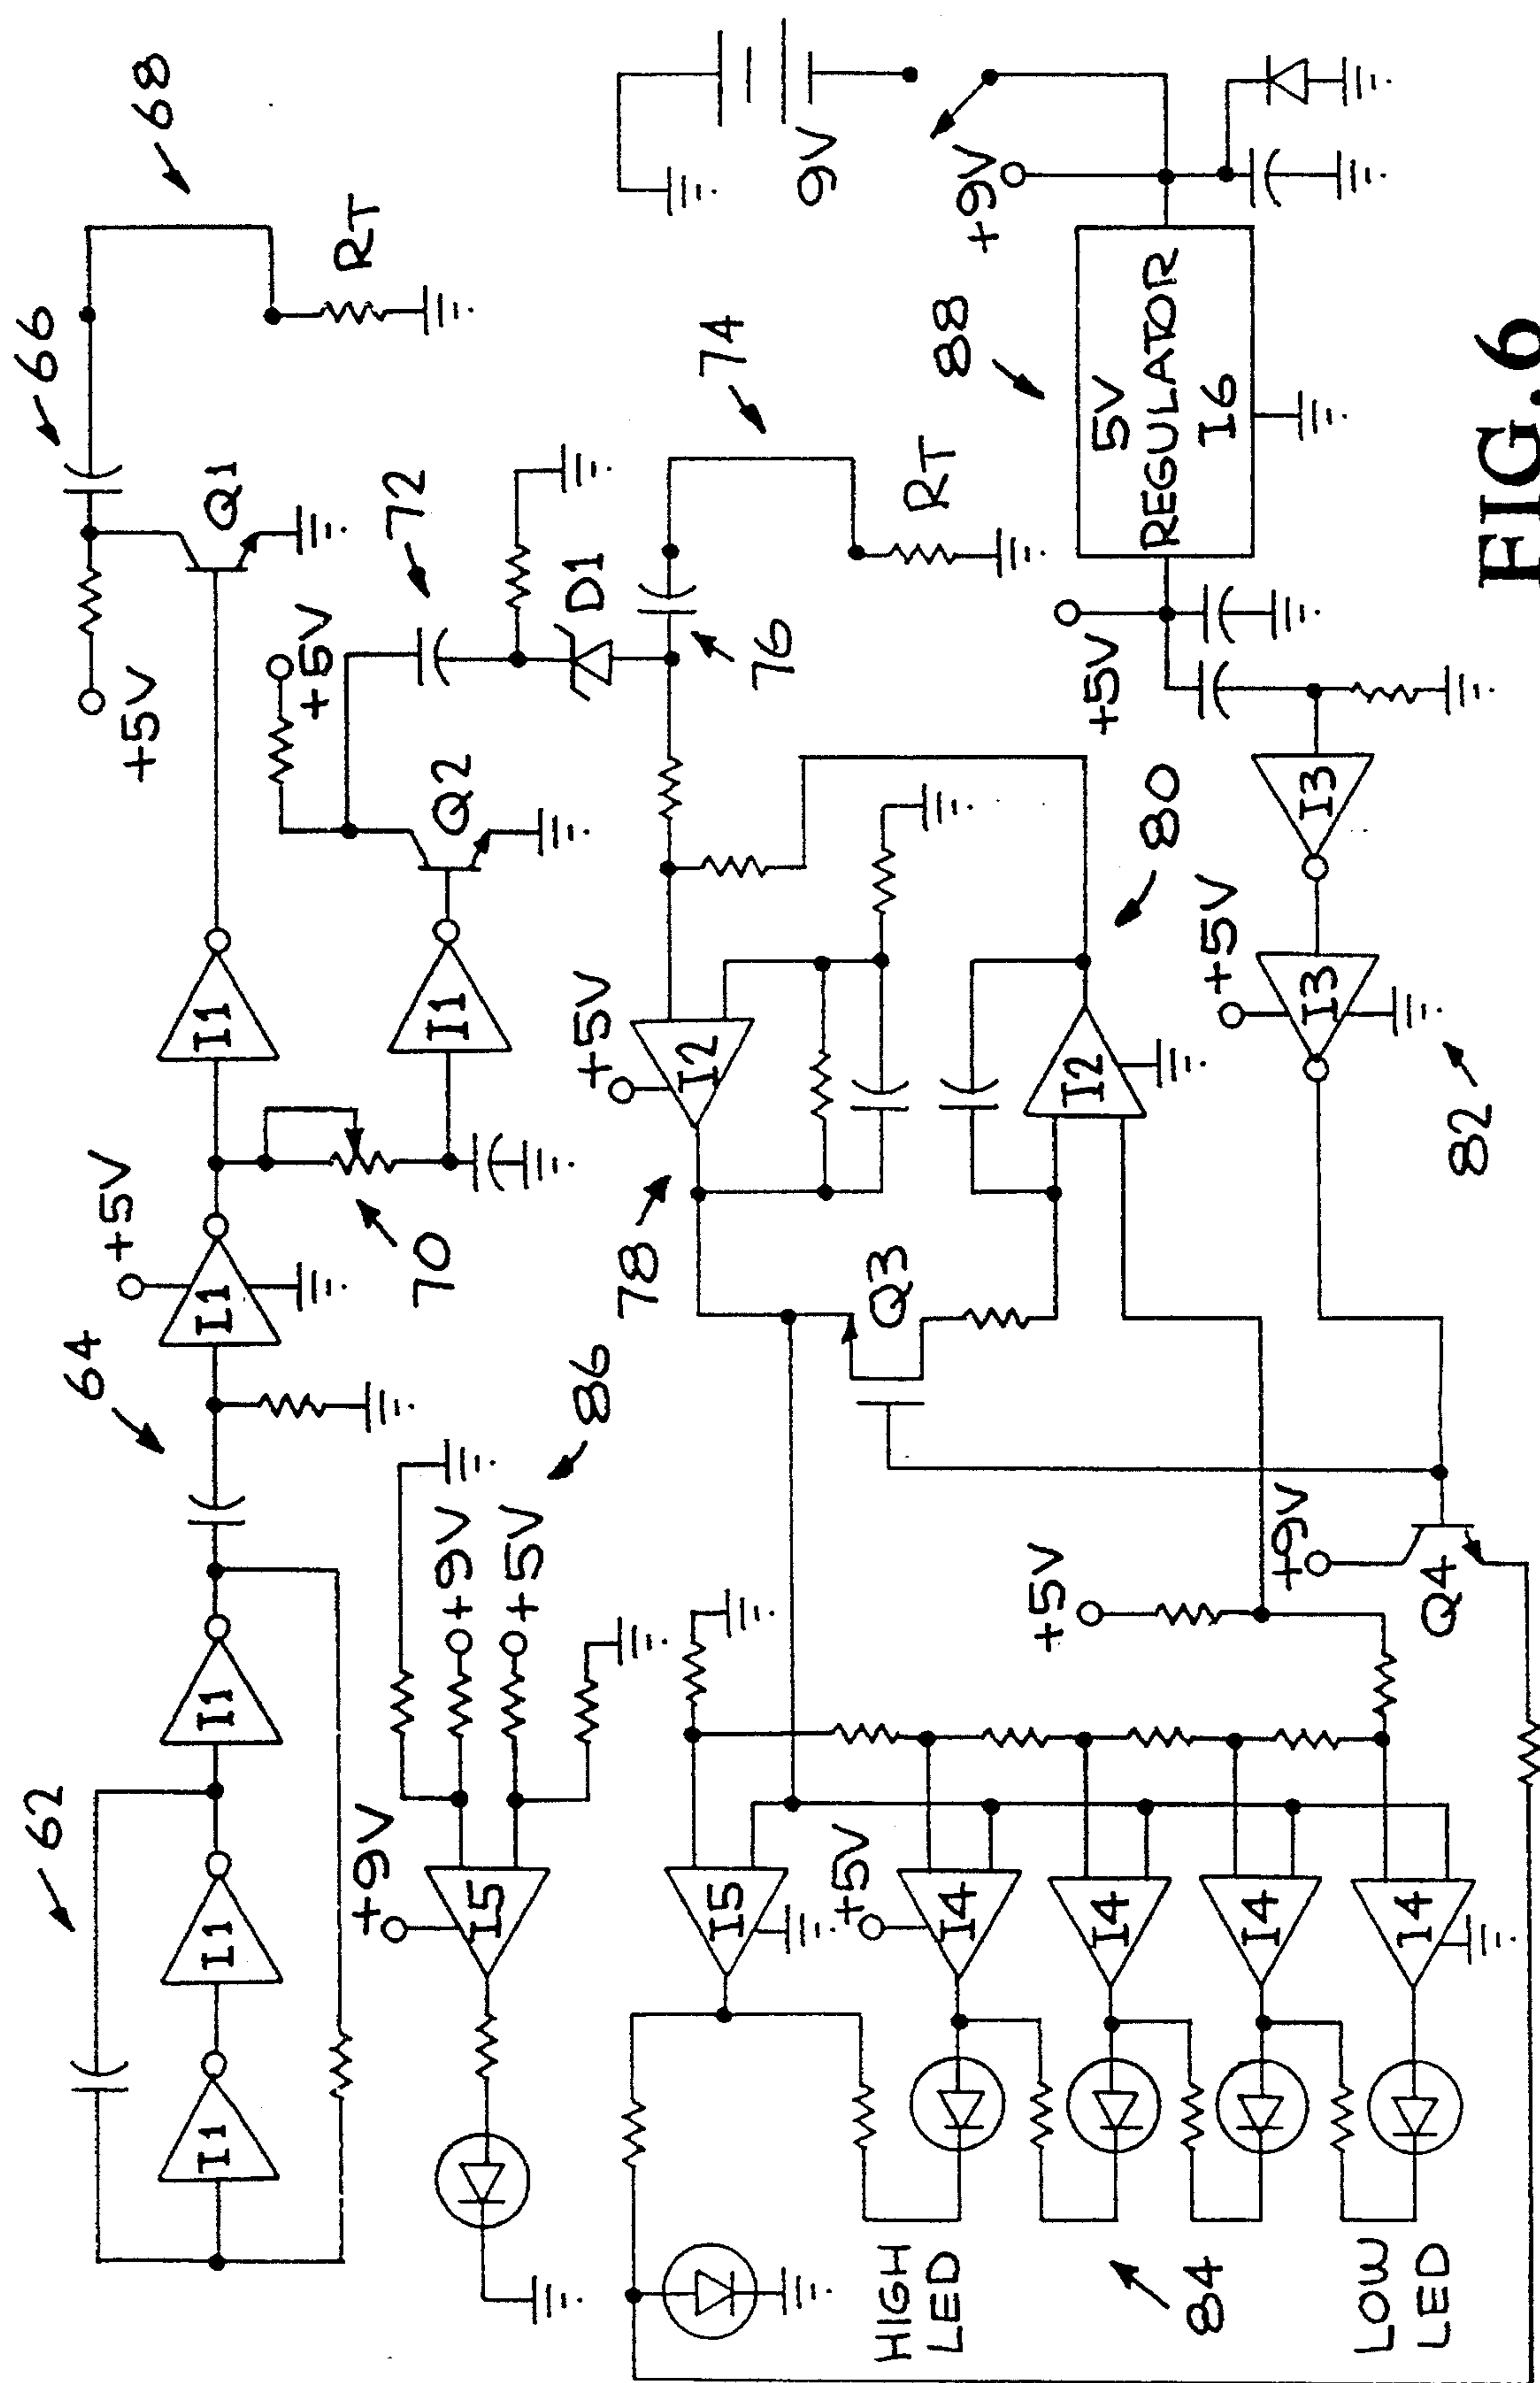 62
64
+5V
66
68
+5V
I1
I1
I1
I1
I1
Q1
+5V
RT
+9V
70
I1
Q2
72
+9V
I5
+5V
86
+5V
D1
78
I2
76
74
I5
9V
+5V
Q3
RT
+9V
HIGH
LED
I4
88
+5V
I2
+5V
5V
REGULATOR
I6
I4
80
84
+5V
I4
+9V
I3
I3
LOW
LED
I4
Q4
82
FIG. 6